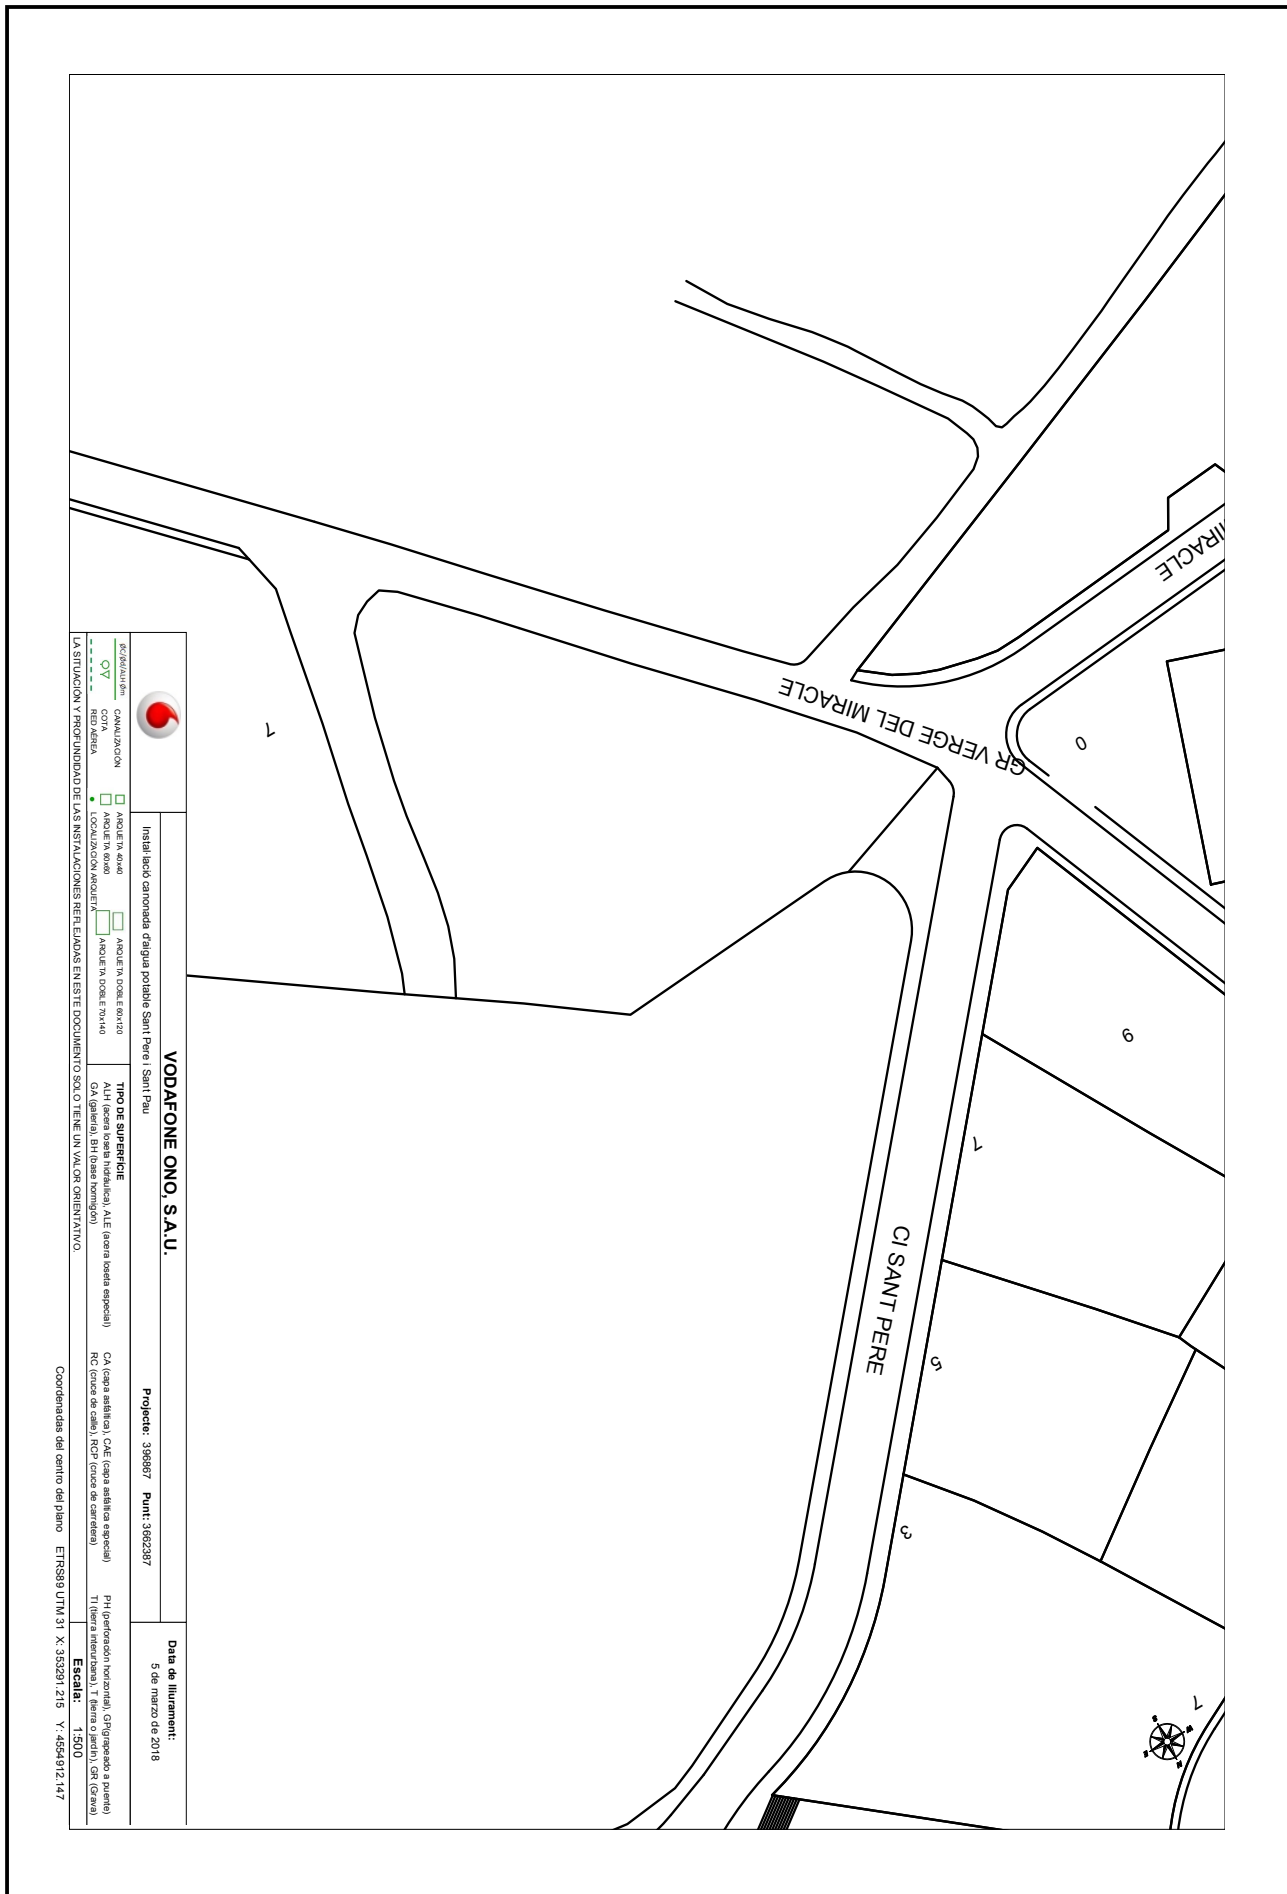 MIRACLE
GR VERGE DEL MIRACLE
0
7
9
7
CI SANT PERE
5
3
7
VODAFONE ONO, S.A.U.
Data de lliurament:
5 de marzo de 2018
Instal·lació canonada d'aigua potable Sant Pere i Sant Pau
Projecte: 396867 Punt: 3662387
ØC/Ød/ALH Øm CANALIZACIÓN
COTA
RED AÉREA
ARQUETA 40x40
ARQUETA 60x60
LOCALIZACIÓN ARQUETA
ARQUETA DOBLE 60x120
ARQUETA DOBLE 70x140
TIPO DE SUPERFÍCIE
ALH (acera loseta hidráulica), ALE (acera loseta especial)
GA (galería), BH (base hormigón)
CA (capa asfáltica), CAE (capa asfáltica especial)
RC (cruce de calle), RCP (cruce de carretera)
PH (perforación horizontal), GP(grapeado a puente)
TI (tierra interurbana), T (tierra o jardín), GR (Grava)
LA SITUACIÓN Y PROFUNDIDAD DE LAS INSTALACIONES REFLEJADAS EN ESTE DOCUMENTO SOLO TIENE UN VALOR ORIENTATIVO.
Escala: 1:500
Coordenadas del centro del plano ETRS89 UTM 31 X: 353291.215 Y: 4554912.147